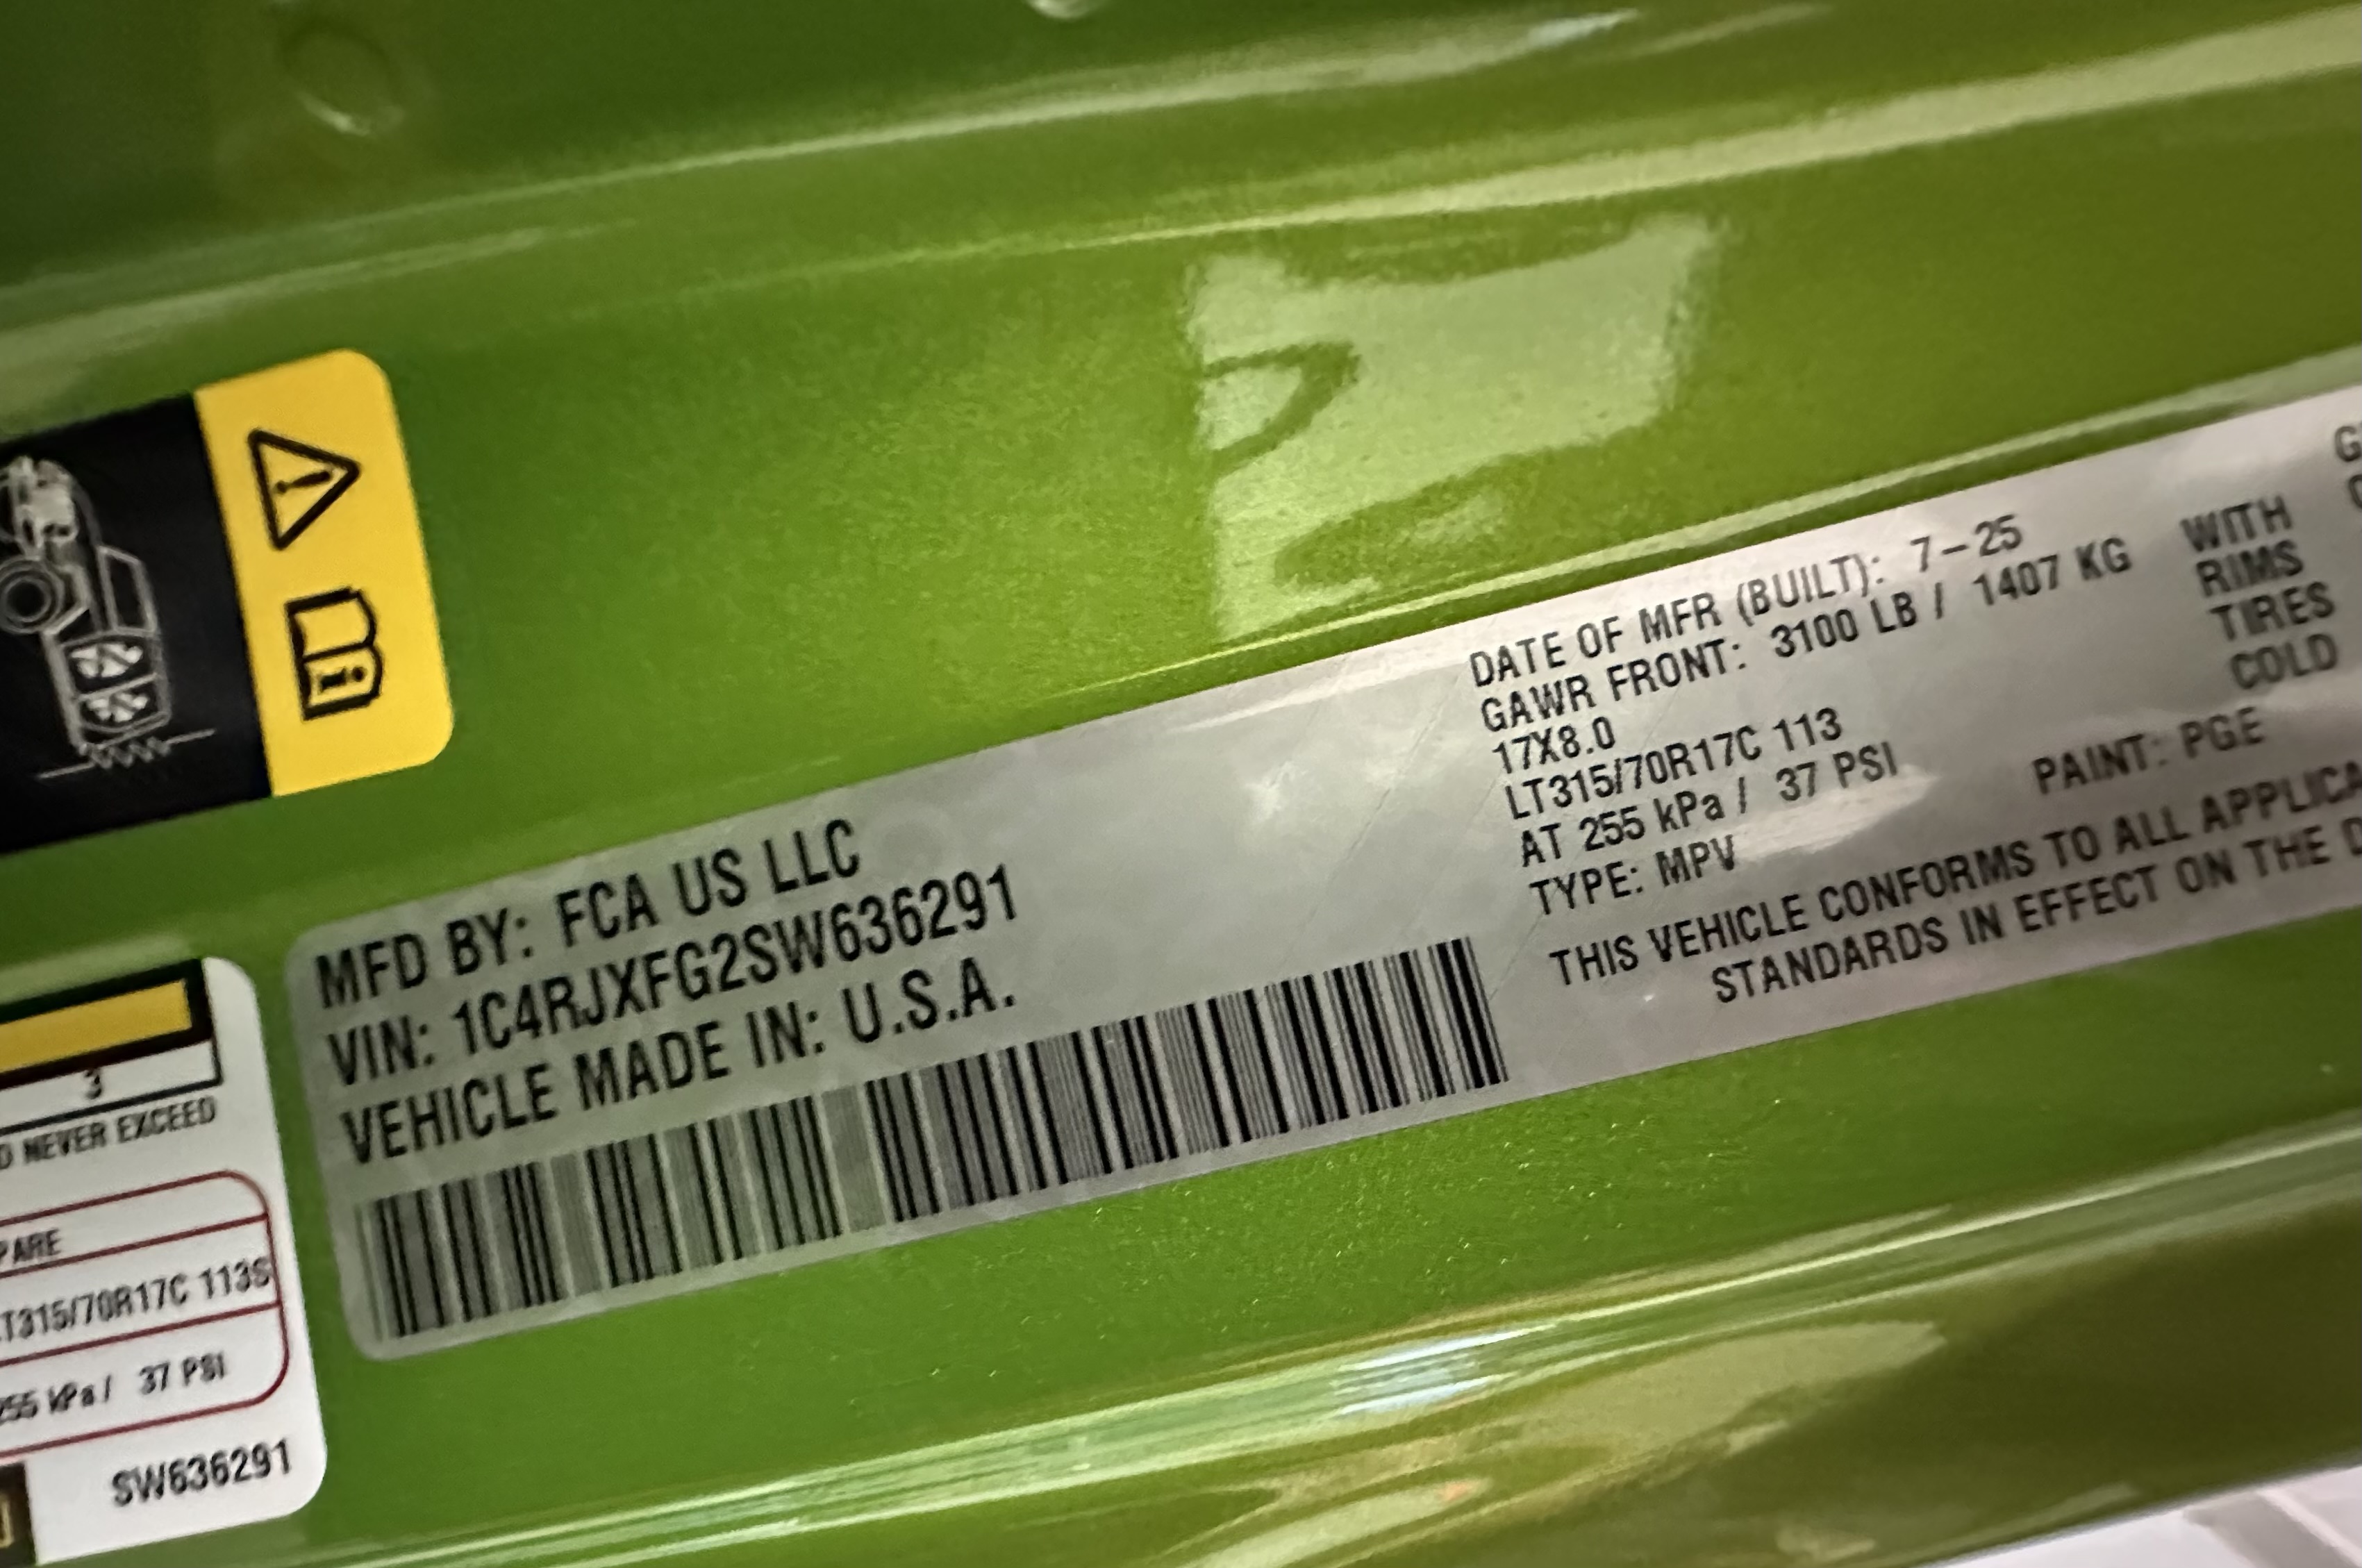 MFD BY: FCA US LLC
VIN: 1C4RJXFG2SW636291
VEHICLE MADE IN: U.S.A.
DATE OF MFR (BUILT): 7-25
GAWR FRONT: 3100 LB / 1407 KG WITH
17X8.0 RIMS
LT315/70R17C 113 TIRES
AT 255 kPa / 37 PSI COLD
TYPE: MPV PAINT: PGE
THIS VEHICLE CONFORMS TO ALL
STANDARDS IN EFFECT ON THE
3
NEVER EXCEED
LT315/70R17C 113S
255 kPa / 37 PSI
SW636291